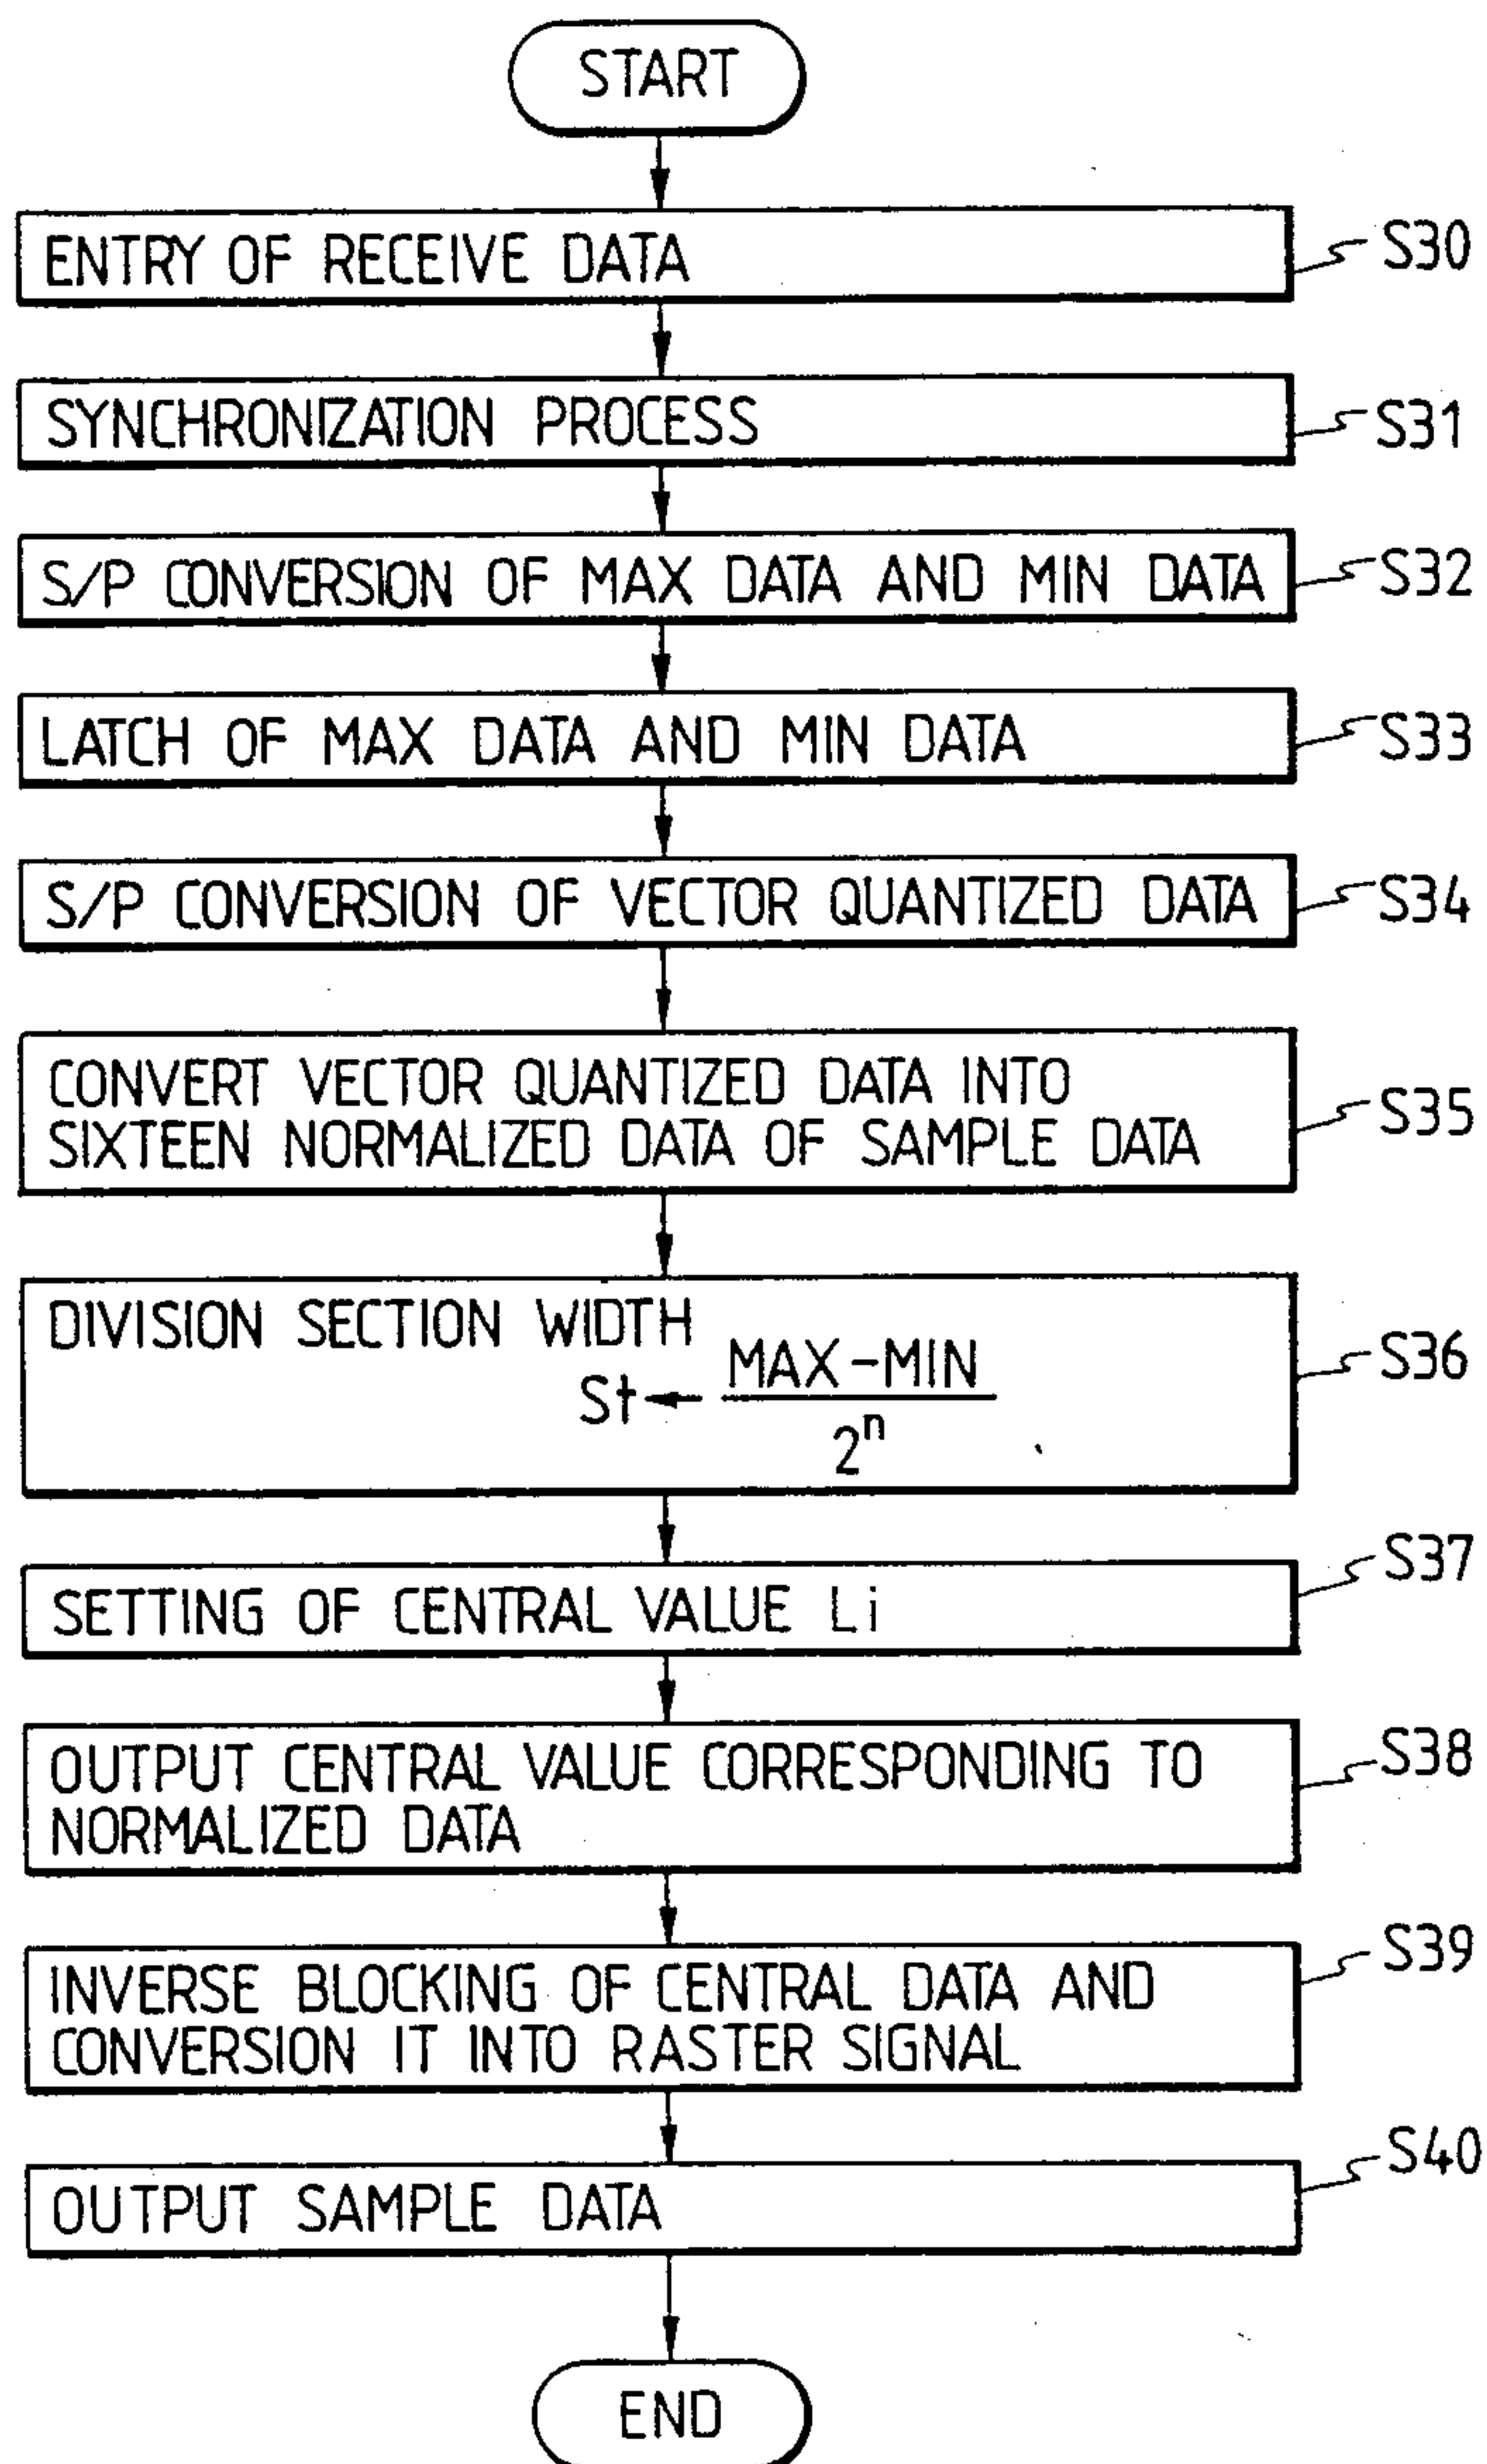 START
ENTRY OF RECEIVE DATA
S30
SYNCHRONIZATION PROCESS
S31
S/P CONVERSION OF MAX DATA AND MIN DATA
S32
LATCH OF MAX DATA AND MIN DATA
S33
S/P CONVERSION OF VECTOR QUANTIZED DATA
S34
CONVERT VECTOR QUANTIZED DATA INTO
SIXTEEN NORMALIZED DATA OF SAMPLE DATA
S35
DIVISION SECTION WIDTH
St ← MAX-MIN / 2^n
S36
SETTING OF CENTRAL VALUE Li
S37
OUTPUT CENTRAL VALUE CORRESPONDING TO
NORMALIZED DATA
S38
INVERSE BLOCKING OF CENTRAL DATA AND
CONVERSION IT INTO RASTER SIGNAL
S39
OUTPUT SAMPLE DATA
S40
END